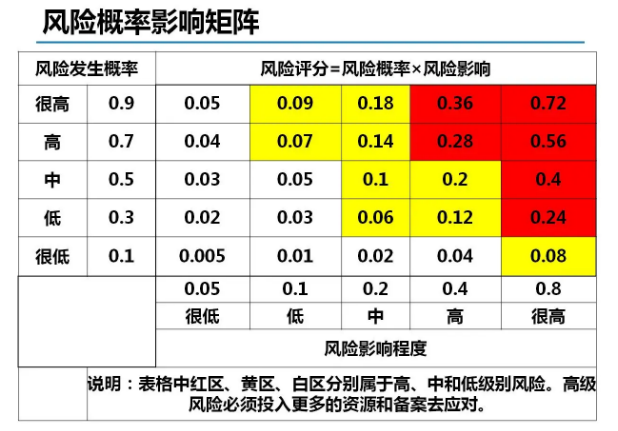 风险概率影响矩阵
风险发生概率 风险评分=风险概率×风险影响
很高 0.9 0.05 0.09 0.18 0.36 0.72
高 0.7 0.04 0.07 0.14 0.28 0.56
中 0.5 0.03 0.05 0.1 0.2 0.4
低 0.3 0.02 0.03 0.06 0.12 0.24
很低 0.1 0.005 0.01 0.02 0.04 0.08
0.05 0.1 0.2 0.4 0.8
很低 低 中 高 很高
风险影响程度
说明：表格中红区、黄区、白区分别属于高、中和低级别风险。高级
风险必须投入更多的资源和备案去应对。